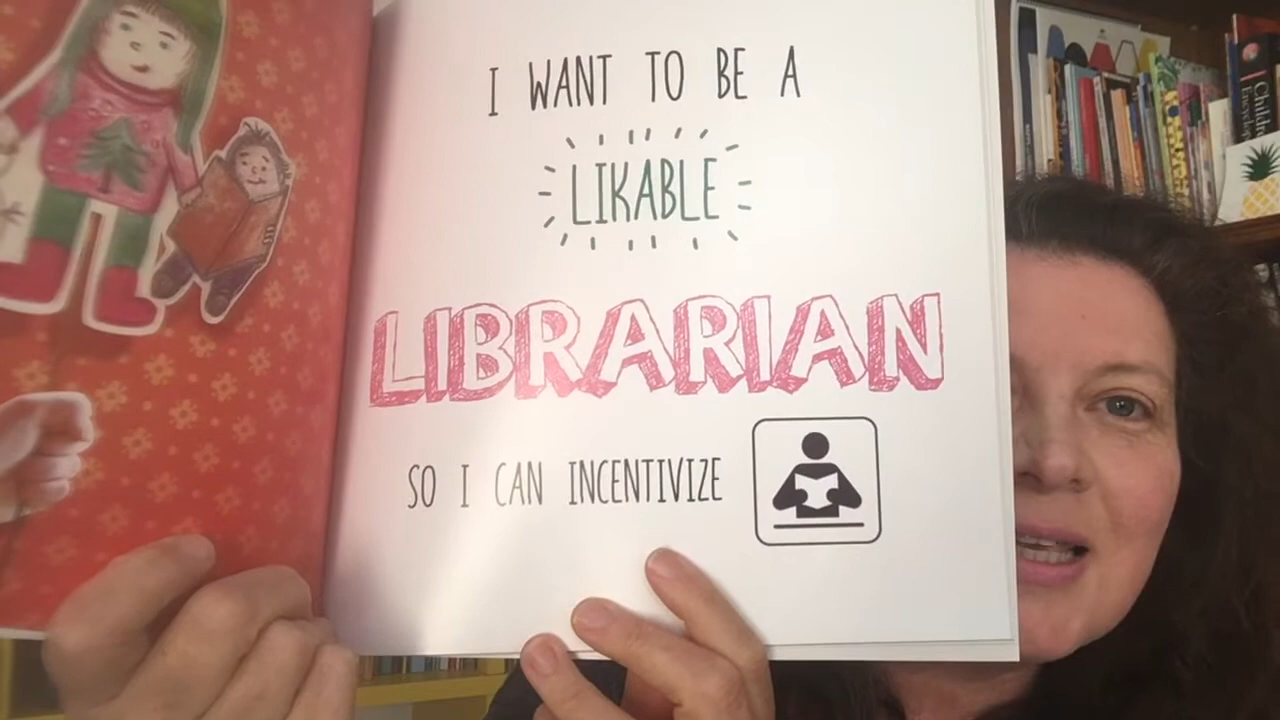 I WANT TO BE A
LIKABLE
LIBRARIAN
SO I CAN INCENTIVIZE